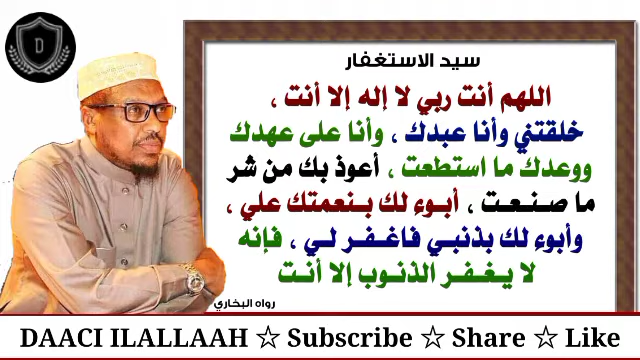 D
سيد الاستغفار
اللهم أنت ربي لا إله إلا أنت ،
خلقتني وأنا عبدك ، وأنا على عهدك
ووعدك ما استطعت ، أعوذ بك من شر
ما صنعت ، أبوء لك بنعمتك علي ،
وأبوء لك بذنبي فاغفر لي ، فإنه
لا يغفر الذنوب إلا أنت
رواه البخاري
DAACI ILALLAAH ☆ Subscribe ☆ Share ☆ Like